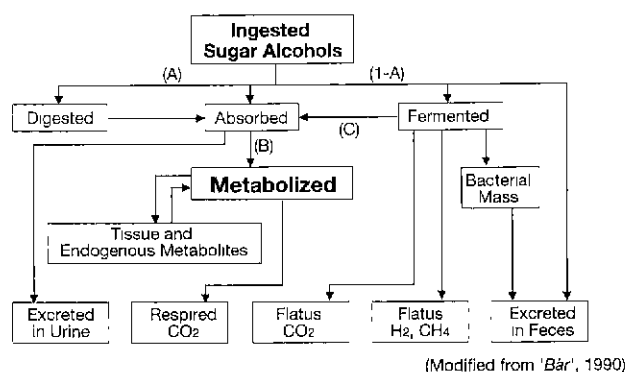 Ingested
Sugar Alcohols
(A)
(1-A)
Digested
Absorbed
(C)
Fermented
(B)
Metabolized
Bacterial
Mass
Tissue and
Endogenous Metabolites
Excreted
in Urine
Respired
CO2
Flatus
CO2
Flatus
H2, CH4
Excreted
in Feces
(Modified from 'Bär', 1990)